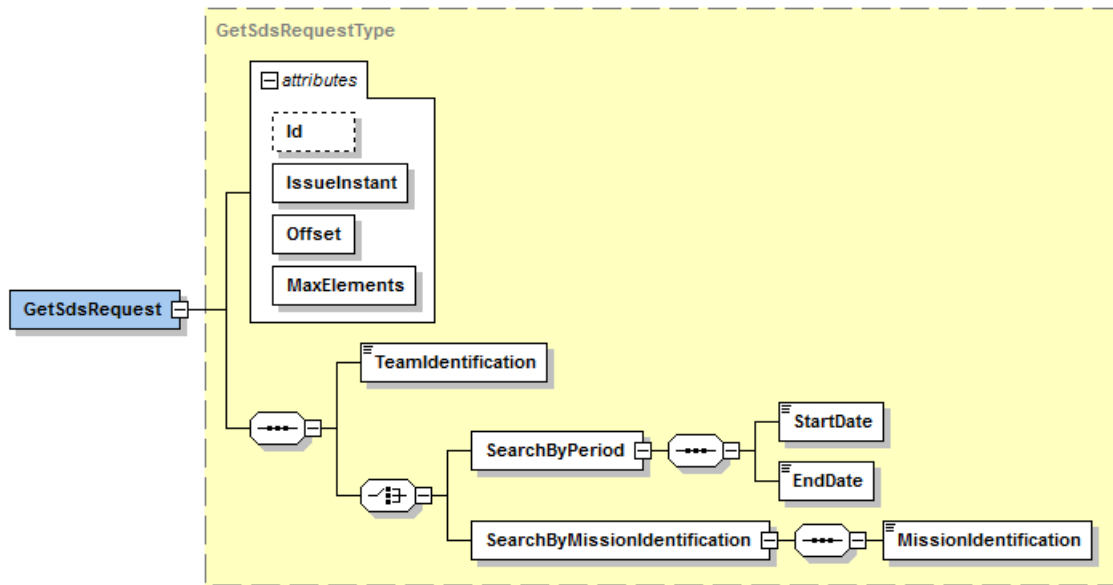 GetSdsRequestType
attributes
Id
IssueInstant
Offset
MaxElements
GetSdsRequest
TeamIdentification
StartDate
SearchByPeriod
EndDate
SearchByMissionIdentification
MissionIdentification